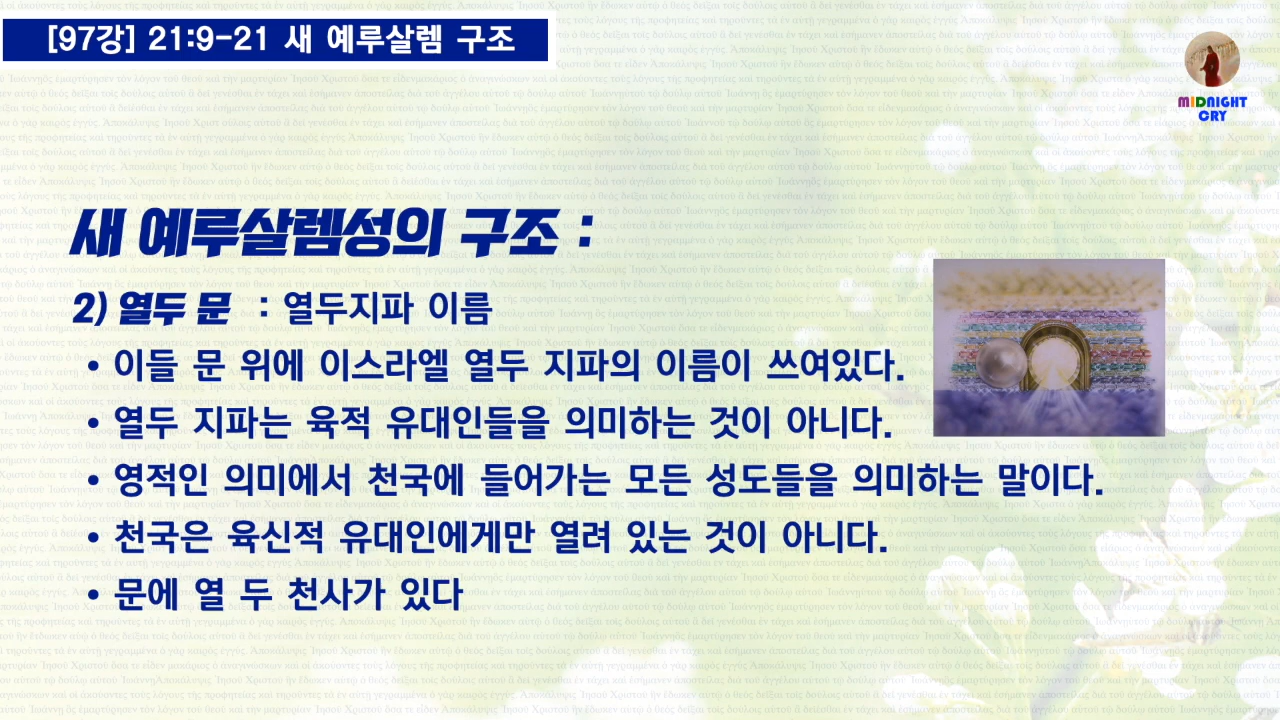 [97강] 21:9-21 새 예루살렘 구조
MIDNIGHT
CRY
새 예루살렘성의 구조 :
2) 열두 문 : 열두지파 이름
• 이들 문 위에 이스라엘 열두 지파의 이름이 쓰여있다.
• 열두 지파는 육적 유대인들을 의미하는 것이 아니다.
• 영적인 의미에서 천국에 들어가는 모든 성도들을 의미하는 말이다.
• 천국은 육신적 유대인에게만 열려 있는 것이 아니다.
• 문에 열 두 천사가 있다